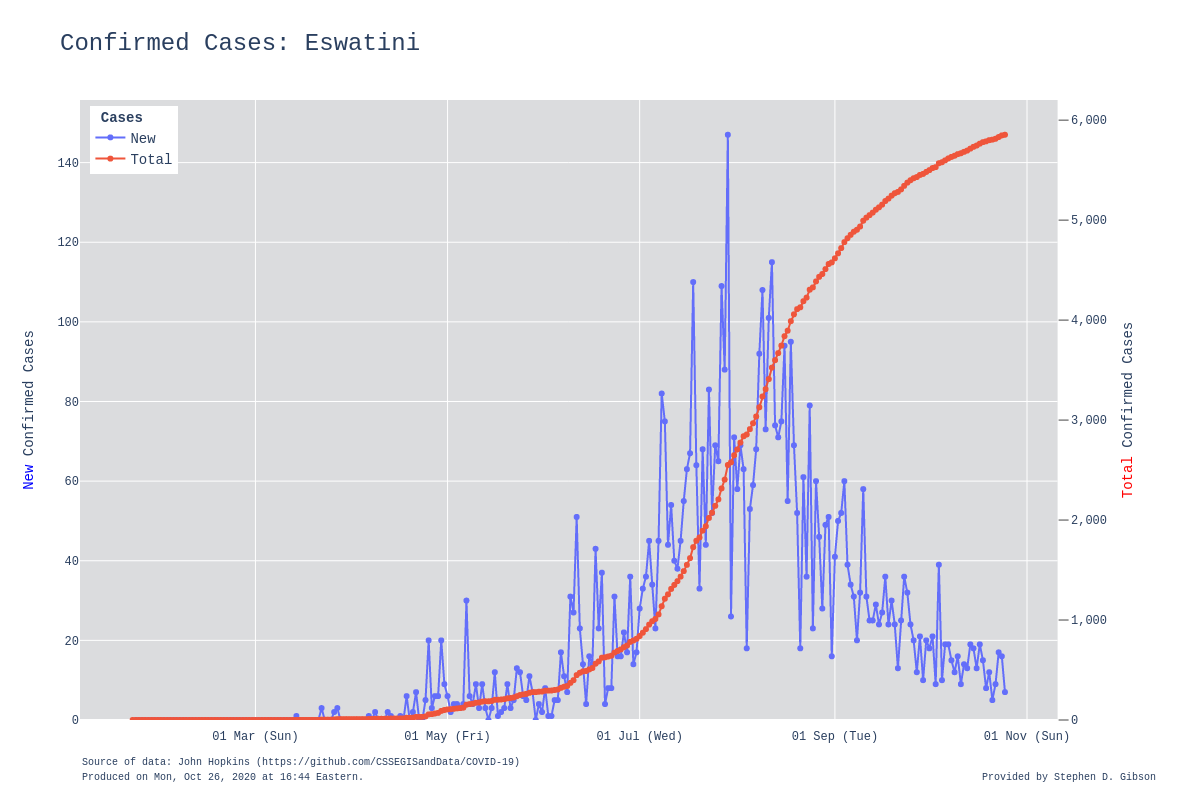 Confirmed Cases: Eswatini
Cases
New
Total
140
120
100
80
60
40
20
0
6,000
5,000
4,000
3,000
2,000
1,000
0
New Confirmed Cases
Total Confirmed Cases
01 Mar (Sun)
01 May (Fri)
01 Jul (Wed)
01 Sep (Tue)
01 Nov (Sun)
Source of data: John Hopkins (https://github.com/CSSEGISandData/COVID-19)
Produced on Mon, Oct 26, 2020 at 16:44 Eastern.
Provided by Stephen D. Gibson